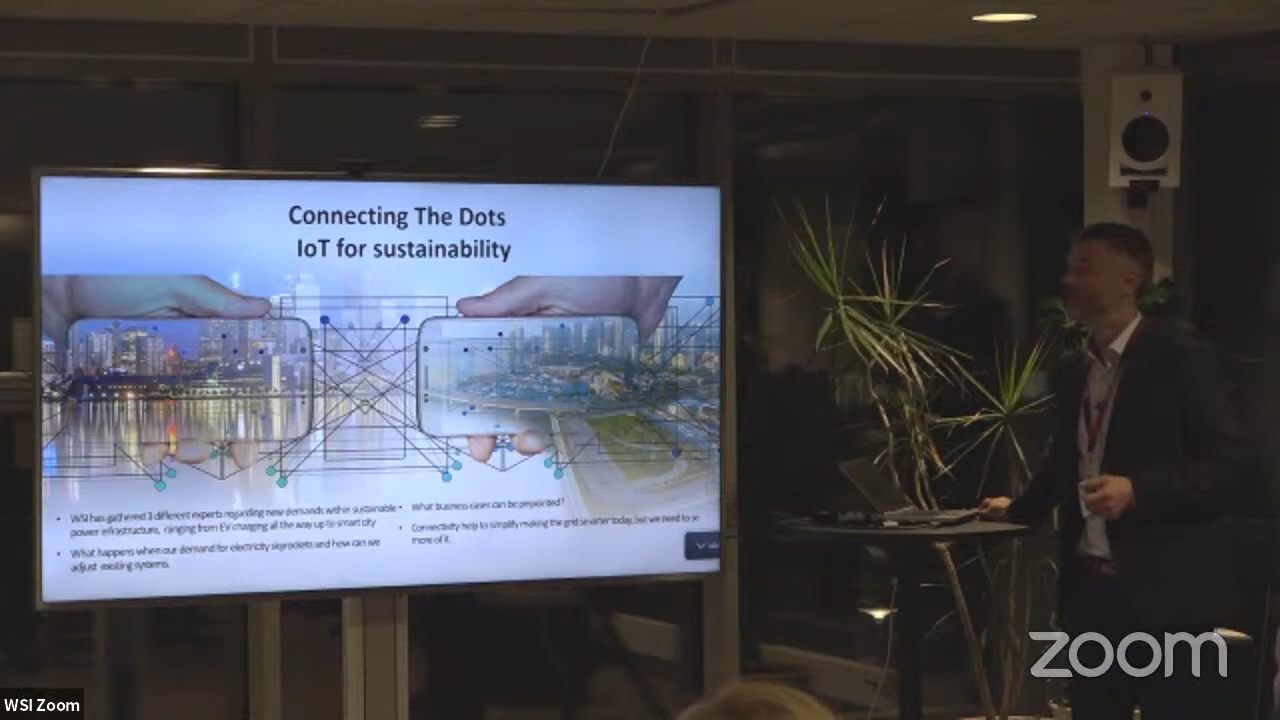 Connecting The Dots
IoT for sustainability
• WSI has gathered 3 different experts regarding new demands within sustainable
power infrastructure, ranging from EV charging all the way up to smart city
• What happens when our demand for electricity skyrockets and how can we
adjust existing systems.
• What business cases can be pinpointed?
• Connectivity help to simplify making the grid smarter today, but we need to see
more of it.
zoom
WSI Zoom